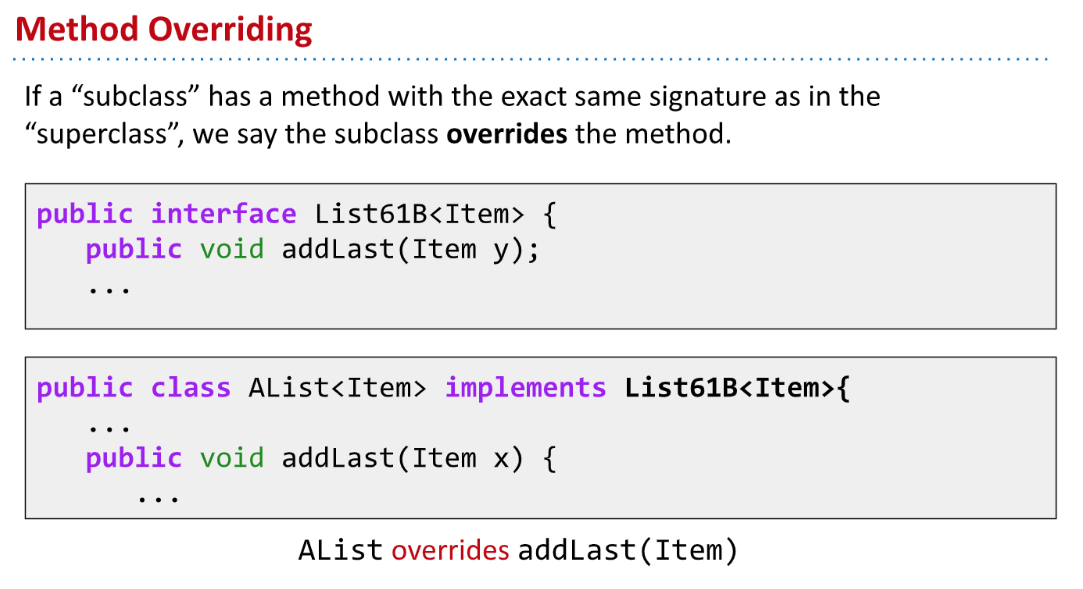 Method Overriding
If a “subclass” has a method with the exact same signature as in the
“superclass”, we say the subclass overrides the method.
public interface List61B<Item> {
public void addLast(Item y);
...
public class AList<Item> implements List61B<Item>{
...
public void addLast(Item x) {
...
AList overrides addLast(Item)